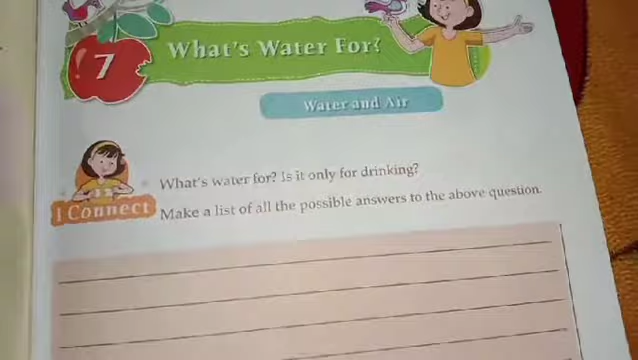 7
What's Water For?
Water and Air
I Connect
What's water for? Is it only for drinking?
Make a list of all the possible answers to the above question.